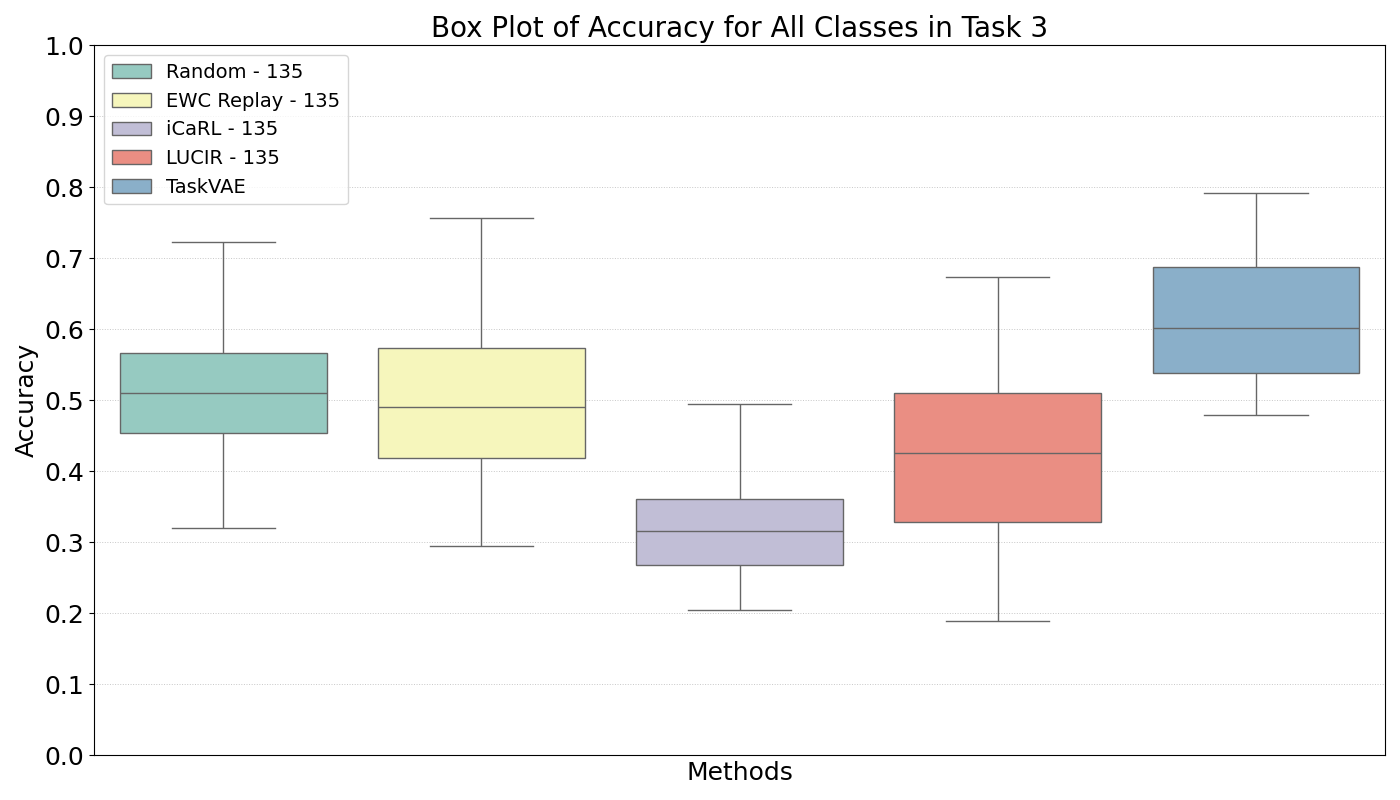 Box Plot of Accuracy for All Classes in Task 3
1.0
0.9
0.8
0.7
0.6
0.5
0.4
0.3
0.2
0.1
0.0
Accuracy
Random - 135
EWC Replay - 135
iCaRL - 135
LUCIR - 135
TaskVAE
Methods